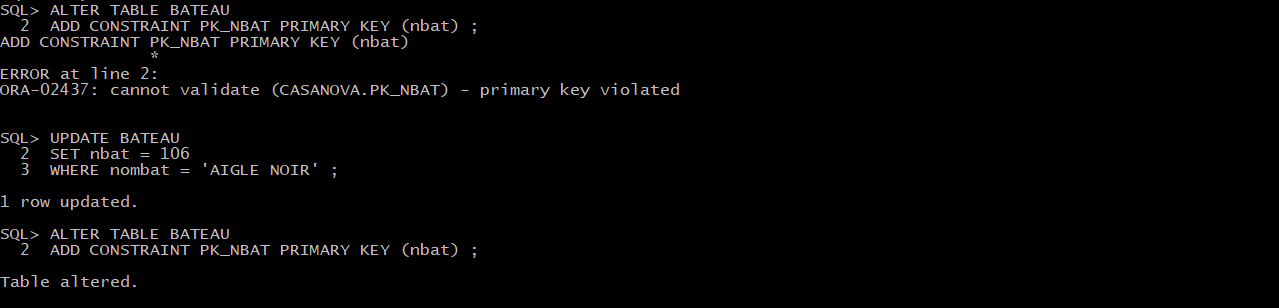 SQL> ALTER TABLE BATEAU
  2  ADD CONSTRAINT PK_NBAT PRIMARY KEY (nbat) ;
ADD CONSTRAINT PK_NBAT PRIMARY KEY (nbat)
               *
ERROR at line 2:
ORA-02437: cannot validate (CASANOVA.PK_NBAT) - primary key violated
SQL> UPDATE BATEAU
  2  SET nbat = 106
  3  WHERE nombat = 'AIGLE NOIR' ;
1 row updated.
SQL> ALTER TABLE BATEAU
  2  ADD CONSTRAINT PK_NBAT PRIMARY KEY (nbat) ;
Table altered.